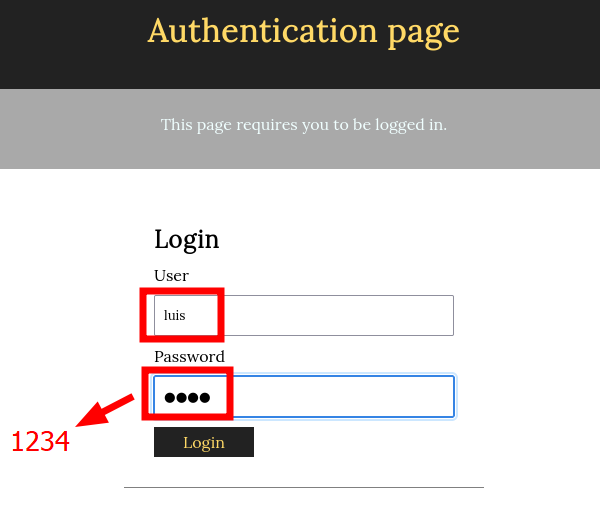 Authentication page
This page requires you to be logged in.
Login
User
luis
Password
●●●●
1234
Login